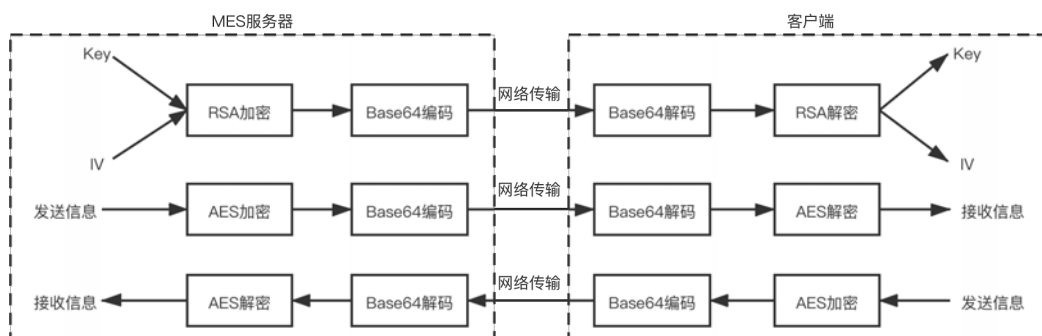 MES服务器 客户端
Key Key
RSA加密 Base64编码 网络传输 Base64解码 RSA解密
IV IV
发送信息 AES加密 Base64编码 网络传输 Base64解码 AES解密 接收信息
接收信息 AES解密 Base64解码 网络传输 Base64编码 AES加密 发送信息